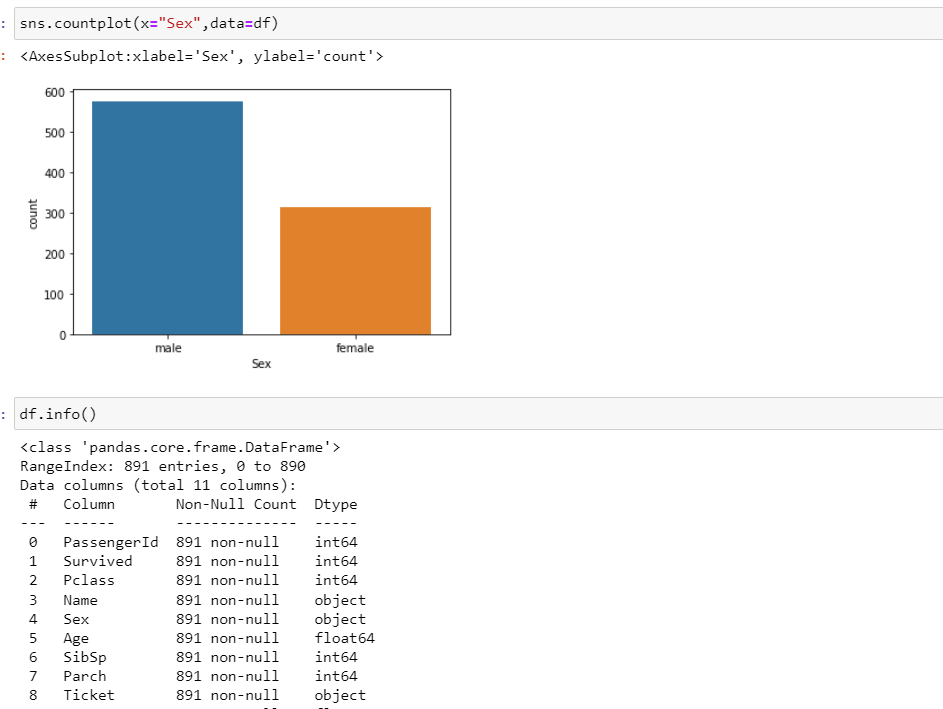 : sns.countplot(x="Sex",data=df)
: <AxesSubplot:xlabel='Sex', ylabel='count'>
600
500
400
300
200
100
0
count
male female
Sex
: df.info()
<class 'pandas.core.frame.DataFrame'>
RangeIndex: 891 entries, 0 to 890
Data columns (total 11 columns):
 #   Column       Non-Null Count  Dtype
---  ------       --------------  -----
 0   PassengerId  891 non-null    int64
 1   Survived     891 non-null    int64
 2   Pclass       891 non-null    int64
 3   Name         891 non-null    object
 4   Sex          891 non-null    object
 5   Age          891 non-null    float64
 6   SibSp        891 non-null    int64
 7   Parch        891 non-null    int64
 8   Ticket       891 non-null    object